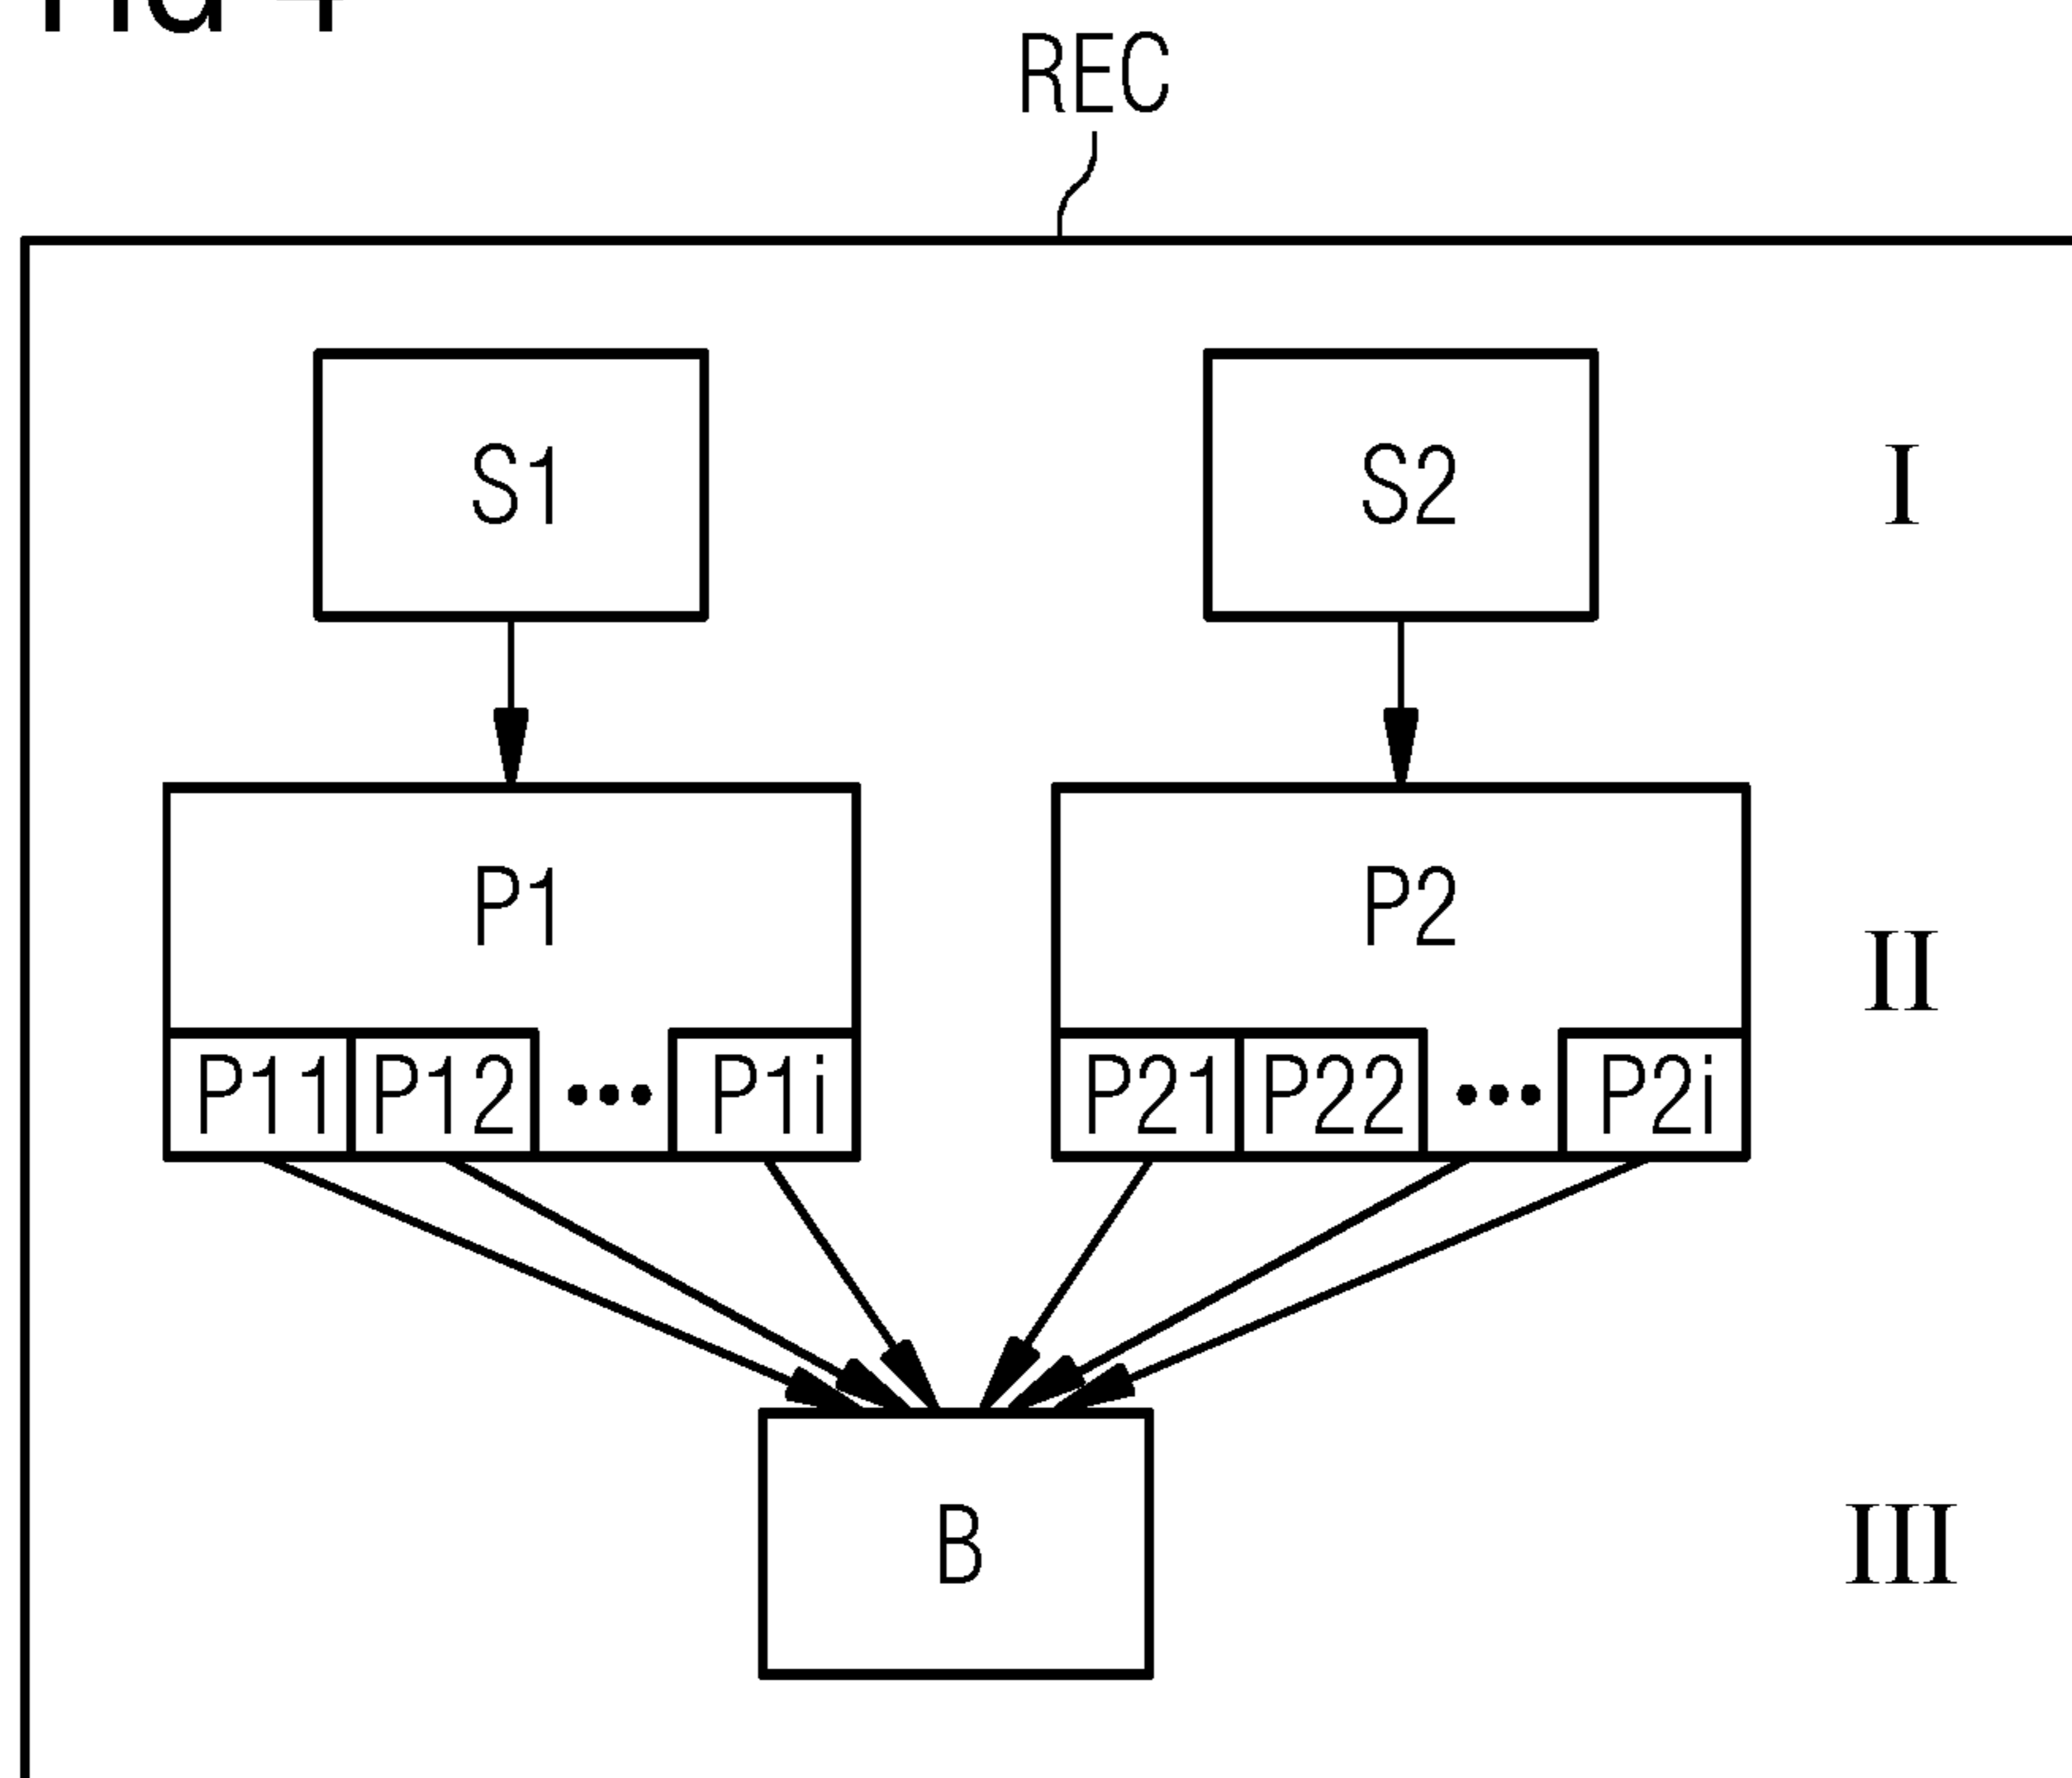 REC
S1 S2 I
P1 P2 II
P11 P12 ••• P1i P21 P22 ••• P2i
B III